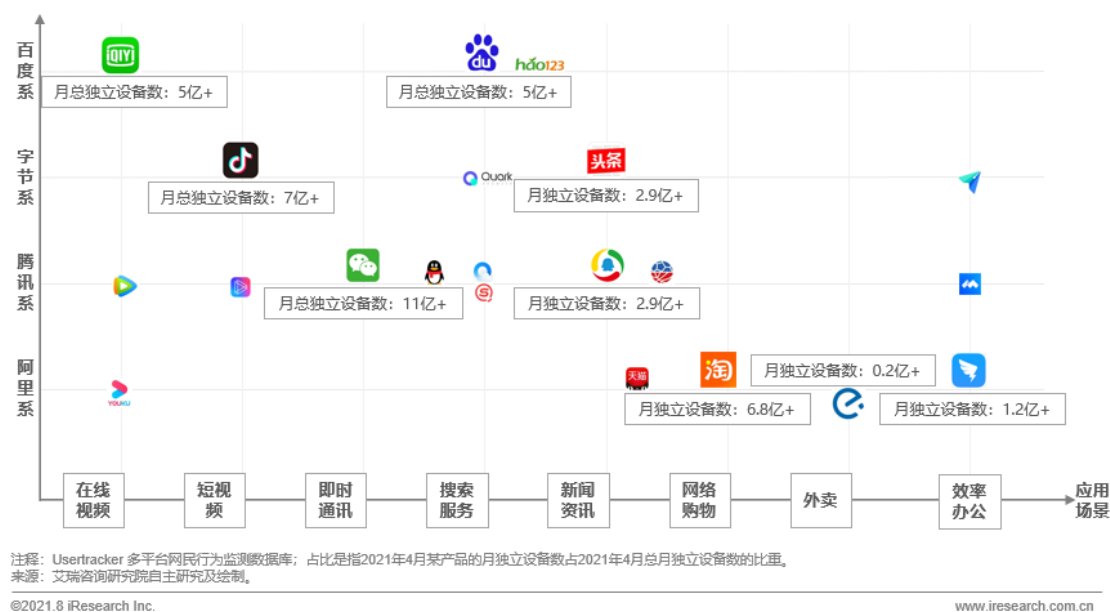 百度系
iQIYI
du
hao123
月总独立设备数：5亿+
月总独立设备数：5亿+
字节系
头条
Quark
月总独立设备数：7亿+
月独立设备数：2.9亿+
腾讯系
月总独立设备数：11亿+
月独立设备数：2.9亿+
阿里系
YOUKU
天猫
淘
月独立设备数：0.2亿+
月独立设备数：6.8亿+
月独立设备数：1.2亿+
在线视频
短视频
即时通讯
搜索服务
新闻资讯
网络购物
外卖
效率办公
应用场景
注释：Usertracker 多平台网民行为监测数据库；占比是指2021年4月某产品的月独立设备数占2021年4月总月独立设备数的比重。
来源：艾瑞咨询研究院自主研究及绘制。
©2021.8 iResearch Inc.
www.iresearch.com.cn